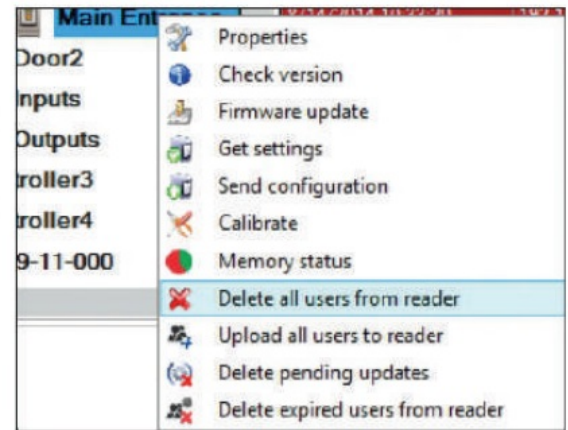 Main Entrance
Door2
nputs
Outputs
troller3
troller4
9-11-000
Properties
Check version
Firmware update
Get settings
Send configuration
Calibrate
Memory status
Delete all users from reader
Upload all users to reader
Delete pending updates
Delete expired users from reader